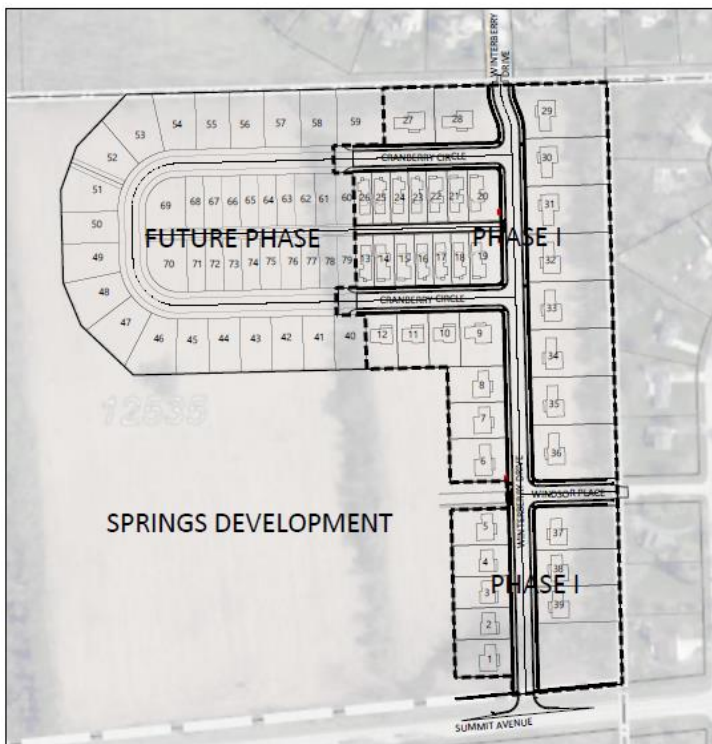 WINTERBERRY
DRIVE
53 54 55 56 57 58 59 27 28 29
52
CRANBERRY CIRCLE
30
51
69 68 67 66 65 64 63 62 61 60 26 25 24 23 22 21 20
31
50
FUTURE PHASE
PHASE I
49
70 71 72 73 74 75 76 77 78 79 13 14 15 16 17 18 19
32
48
CRANBERRY CIRCLE
33
47
46 45 44 43 42 41 40 12 11 10 9
34
8
35
12535
7
36
6
WINTERBERRY DRIVE
WINDSOR PLACE
SPRINGS DEVELOPMENT
5
37
4
38
PHASE I
3
39
2
1
SUMMIT AVENUE